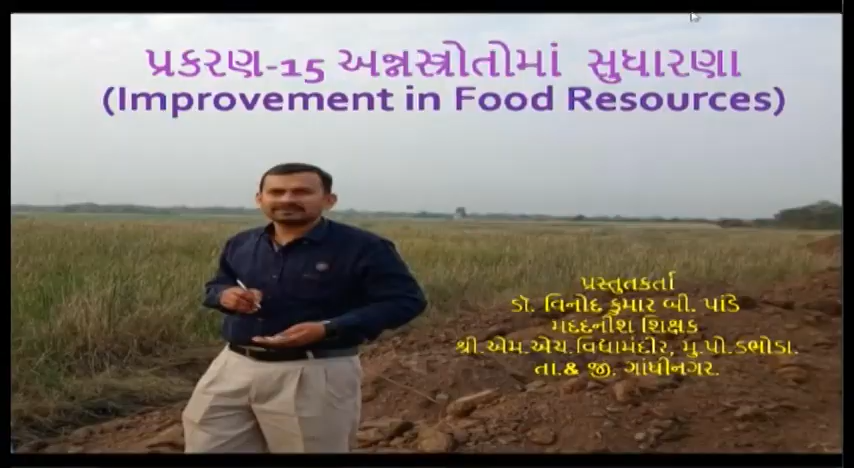 પ્રકરણ-15 અન્નસ્ત્રોતોમાં સુધારણા
(Improvement in Food Resources)
પ્રસ્તુતકર્તા
ડૉ. વિનોદ કુમાર બી. પાંડે
મદદનીશ શિક્ષક
શ્રી.એમ.એચ.વિદ્યામંદીર, મુ.પો.ડભોડા.
તા.& જી. ગાંધીનગર.